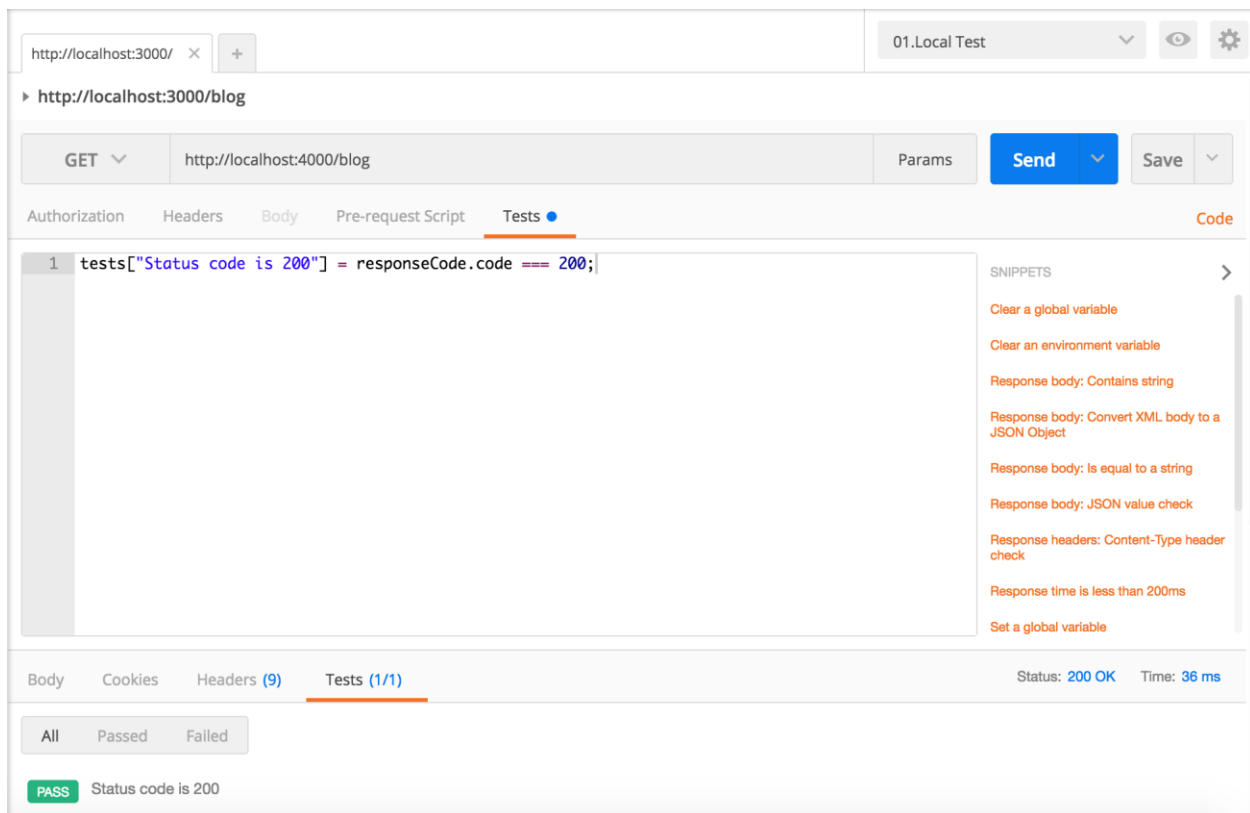 http://localhost:3000/
+
01.Local Test
http://localhost:3000/blog
GET
http://localhost:4000/blog
Params
Send
Save
Authorization Headers Body Pre-request Script Tests
Code
1 tests["Status code is 200"] = responseCode.code === 200;
SNIPPETS
Clear a global variable
Clear an environment variable
Response body: Contains string
Response body: Convert XML body to a
JSON Object
Response body: Is equal to a string
Response body: JSON value check
Response headers: Content-Type header
check
Response time is less than 200ms
Set a global variable
Body Cookies Headers (9) Tests (1/1)
Status: 200 OK Time: 36 ms
All Passed Failed
PASS Status code is 200